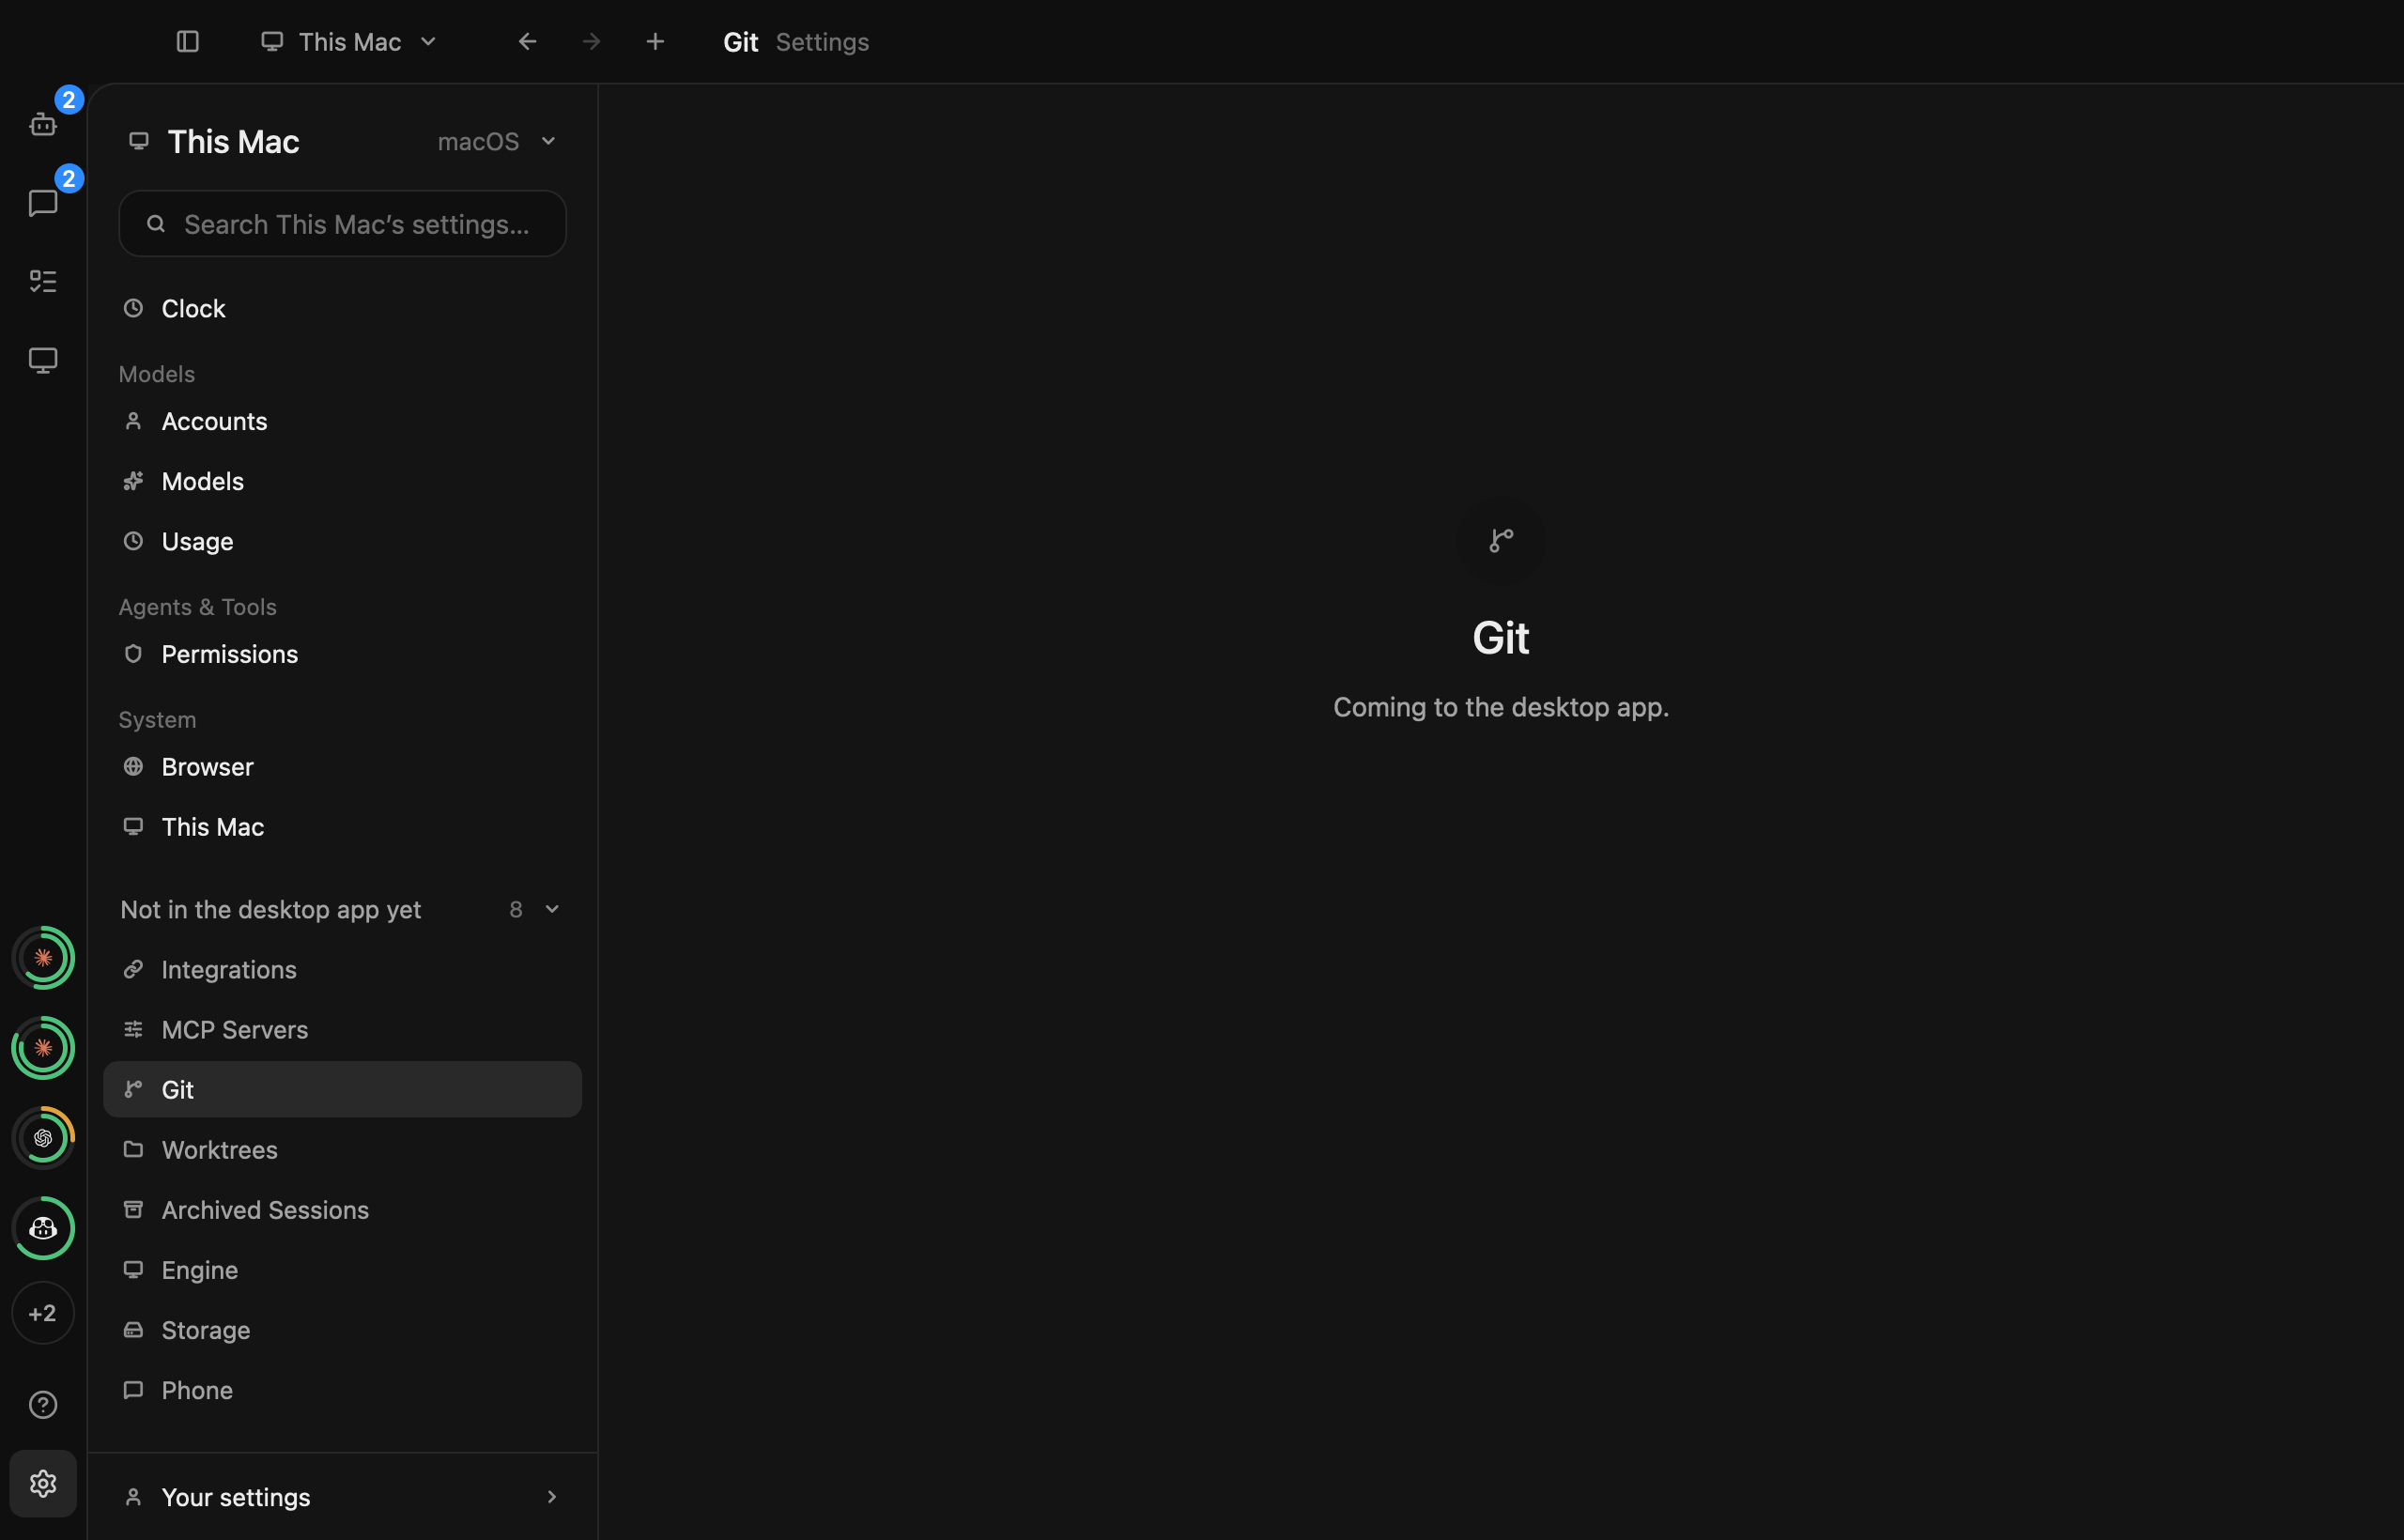 This Mac
Git Settings
2
2
This Mac
macOS
Search This Mac’s settings...
Clock
Models
Accounts
Models
Usage
Agents & Tools
Permissions
System
Browser
This Mac
Not in the desktop app yet 8
Integrations
MCP Servers
Git
Worktrees
Archived Sessions
Engine
Storage
Phone
+2
Your settings
Git
Coming to the desktop app.